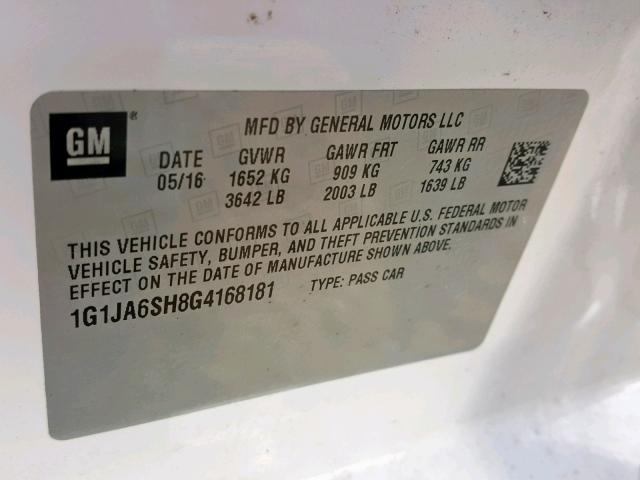 GM ®
MFD BY GENERAL MOTORS LLC
DATE GVWR GAWR FRT GAWR RR
05/16 1652 KG 909 KG 743 KG
3642 LB 2003 LB 1639 LB
THIS VEHICLE CONFORMS TO ALL APPLICABLE U.S. FEDERAL MOTOR
VEHICLE SAFETY, BUMPER, AND THEFT PREVENTION STANDARDS IN
EFFECT ON THE DATE OF MANUFACTURE SHOWN ABOVE.
1G1JA6SH8G4168181 TYPE: PASS CAR